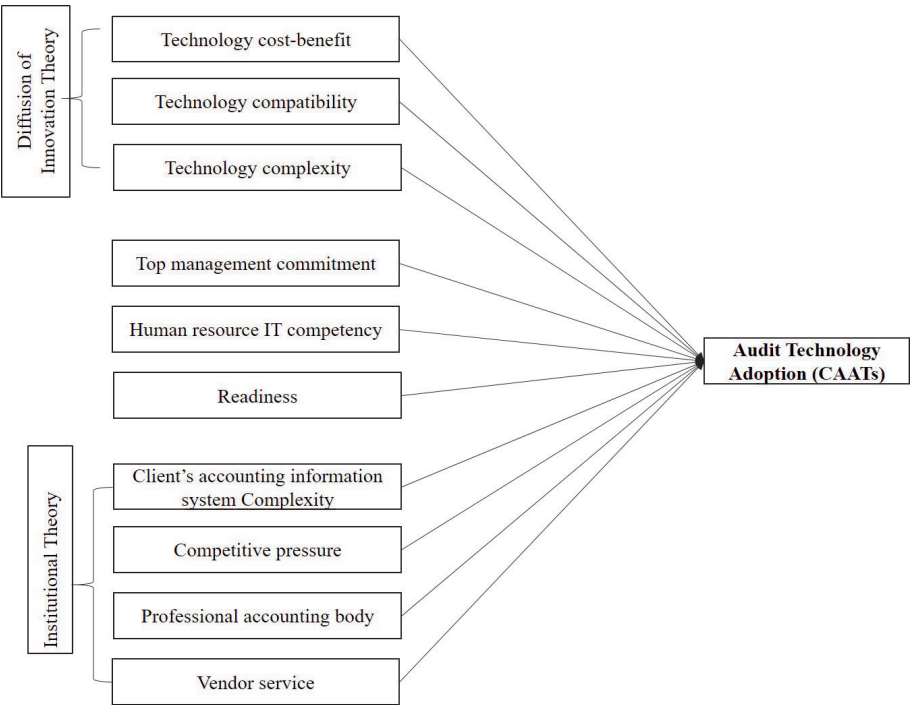 Diffusion of
Innovation Theory
Technology cost-benefit
Technology compatibility
Technology complexity
Top management commitment
Human resource IT competency
Readiness
Audit Technology
Adoption (CAATs)
Institutional Theory
Client’s accounting information
system Complexity
Competitive pressure
Professional accounting body
Vendor service